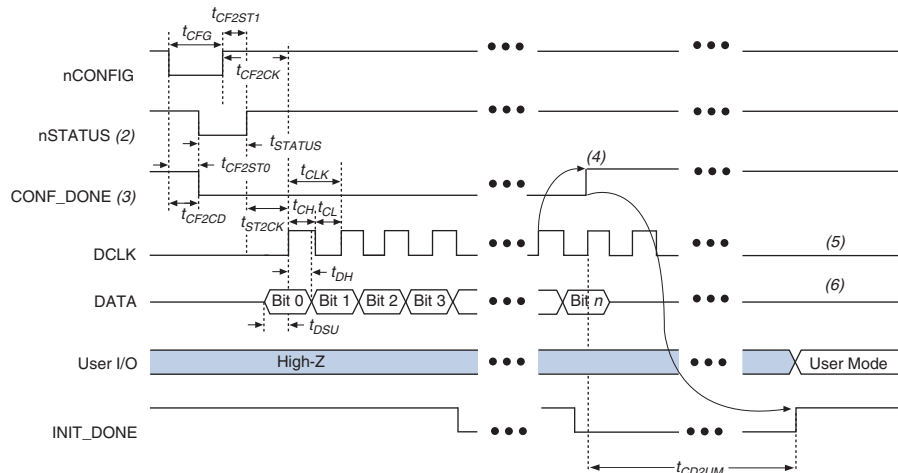 tCF2ST1
tCFG
nCONFIG
tCF2CK
nSTATUS (2)
tSTATUS
tCF2ST0
tCLK
(4)
CONF_DONE (3)
tCF2CD
tST2CK
tCH
tCL
DCLK
(5)
tDH
DATA
Bit 0
Bit 1
Bit 2
Bit 3
Bit n
(6)
tDSU
User I/O
High-Z
User Mode
INIT_DONE
tCD2UM